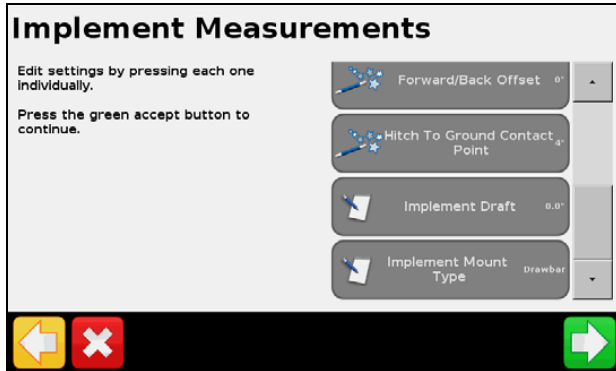 Implement Measurements
Edit settings by pressing each one
individually.
Press the green accept button to
continue.
Forward/Back Offset 0"
Hitch To Ground Contact
Point 4"
Implement Draft 0.0"
Implement Mount
Type Drawbar